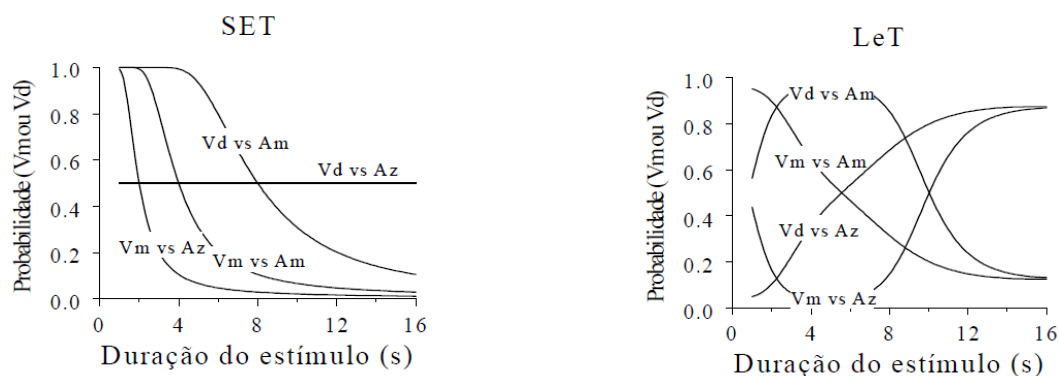 SET
Probabilidade (Vm ou Vd)
1.0
0.8
0.6
0.4
0.2
0.0
Vd vs Am
Vd vs Az
Vm vs Az
Vm vs Am
0 4 8 12 16
Duração do estímulo (s)
LeT
Probabilidade (Vm ou Vd)
1.0
0.8
0.6
0.4
0.2
0.0
Vd vs Am
Vm vs Am
Vd vs Az
Vm vs Az
0 4 8 12 16
Duração do estímulo (s)